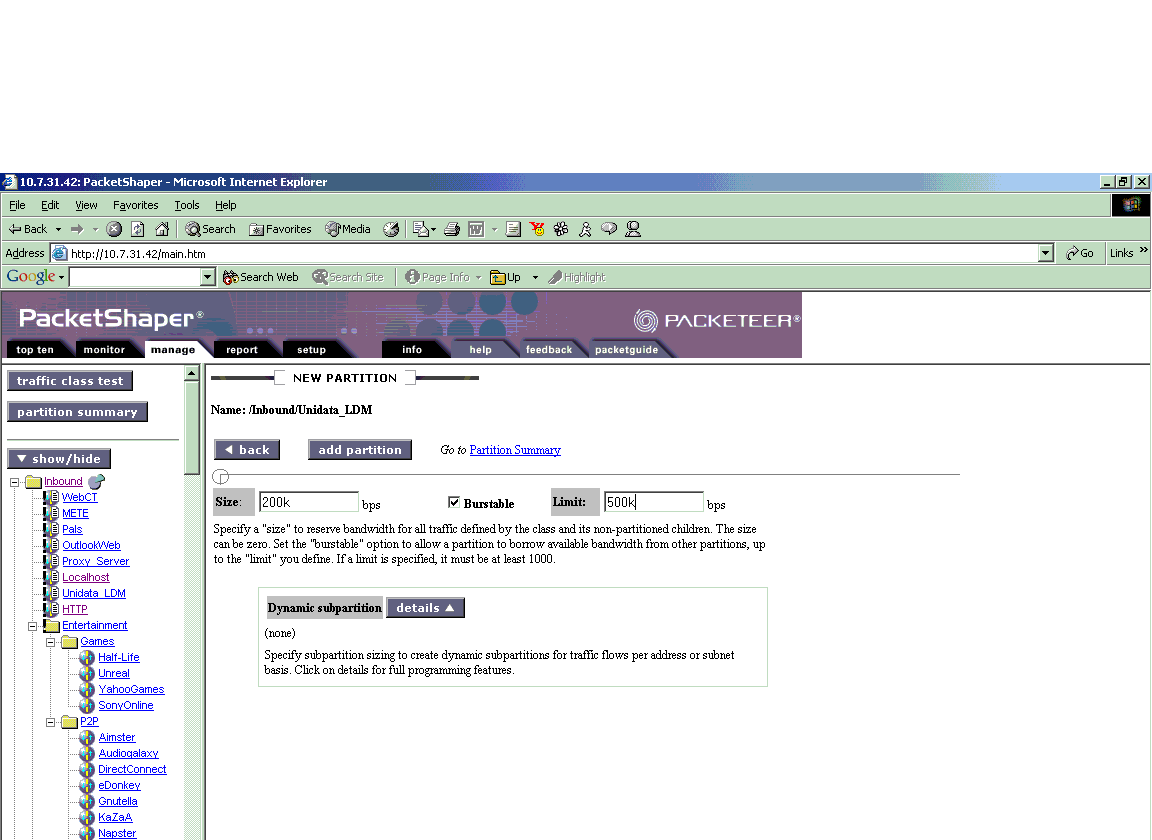 10.7.31.42: PacketShaper - Microsoft Internet Explorer
File Edit View Favorites Tools Help
Back Search Favorites Media
Address http://10.7.31.42/main.htm Go Links »
Google Search Web Search Site Page Info Up Highlight
PacketShaper® PACKETEER®
top ten monitor manage report setup info help feedback packetguide
traffic class test
partition summary
show/hide
Inbound
WebCT
METE
Pals
OutlookWeb
Proxy_Server
Localhost
Unidata_LDM
HTTP
Entertainment
Games
Half-Life
Unreal
YahooGames
SonyOnline
P2P
Aimster
Audiogalaxy
DirectConnect
eDonkey
Gnutella
KaZaA
Napster
NEW PARTITION
Name: /Inbound/Unidata_LDM
back add partition Go to Partition Summary
Size: 200k bps Burstable Limit: 500k bps
Specify a "size" to reserve bandwidth for all traffic defined by the class and its non-partitioned children. The size
can be zero. Set the "burstable" option to allow a partition to borrow available bandwidth from other partitions, up
to the "limit" you define. If a limit is specified, it must be at least 1000.
Dynamic subpartition details
(none)
Specify subpartition sizing to create dynamic subpartitions for traffic flows per address or subnet
basis. Click on details for full programming features.